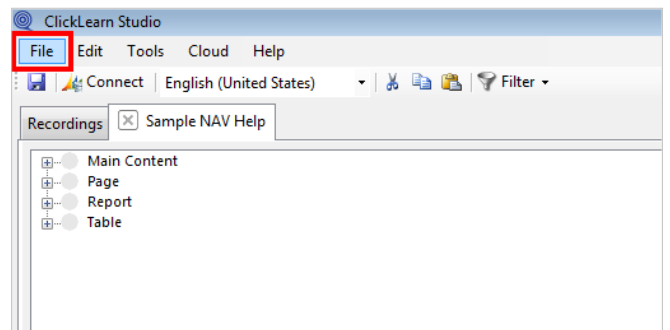 ClickLearn Studio
File Edit Tools Cloud Help
Connect English (United States) Filter
Recordings Sample NAV Help
Main Content
Page
Report
Table